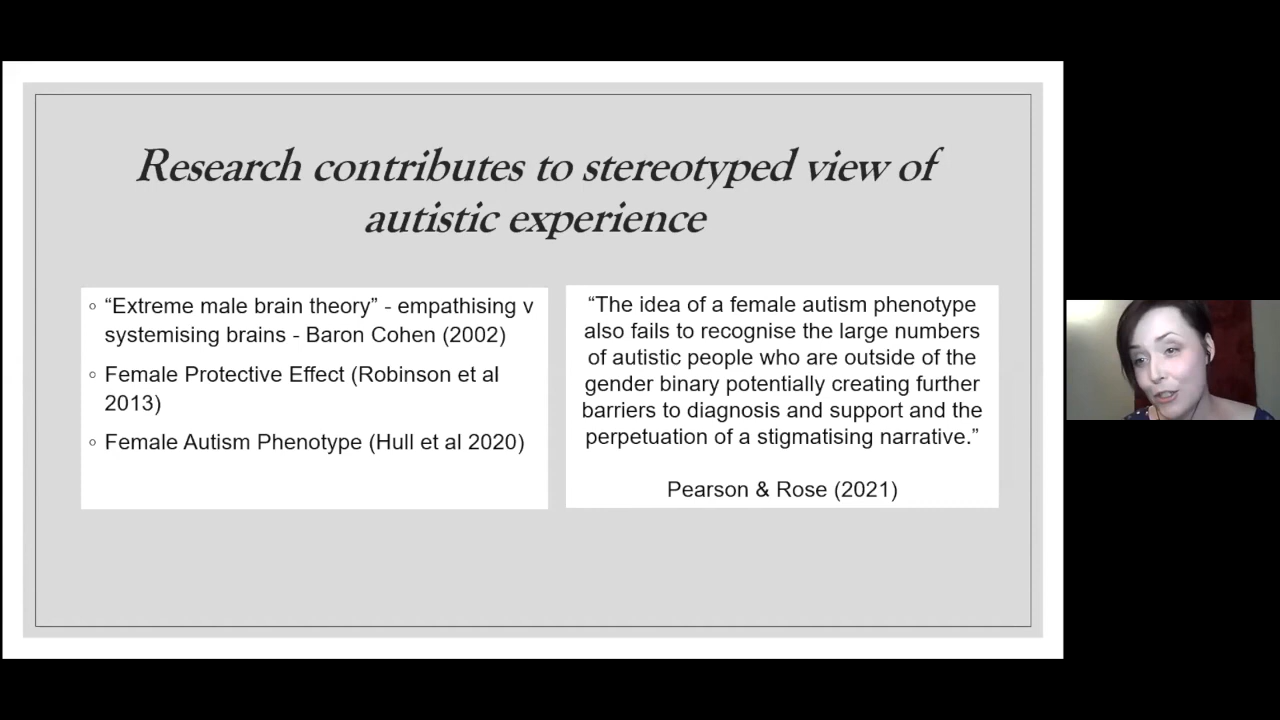 Research contributes to stereotyped view of
autistic experience
◦ “Extreme male brain theory” - empathising v
systemising brains - Baron Cohen (2002)
◦ Female Protective Effect (Robinson et al
2013)
◦ Female Autism Phenotype (Hull et al 2020)
“The idea of a female autism phenotype
also fails to recognise the large numbers
of autistic people who are outside of the
gender binary potentially creating further
barriers to diagnosis and support and the
perpetuation of a stigmatising narrative.”
Pearson & Rose (2021)